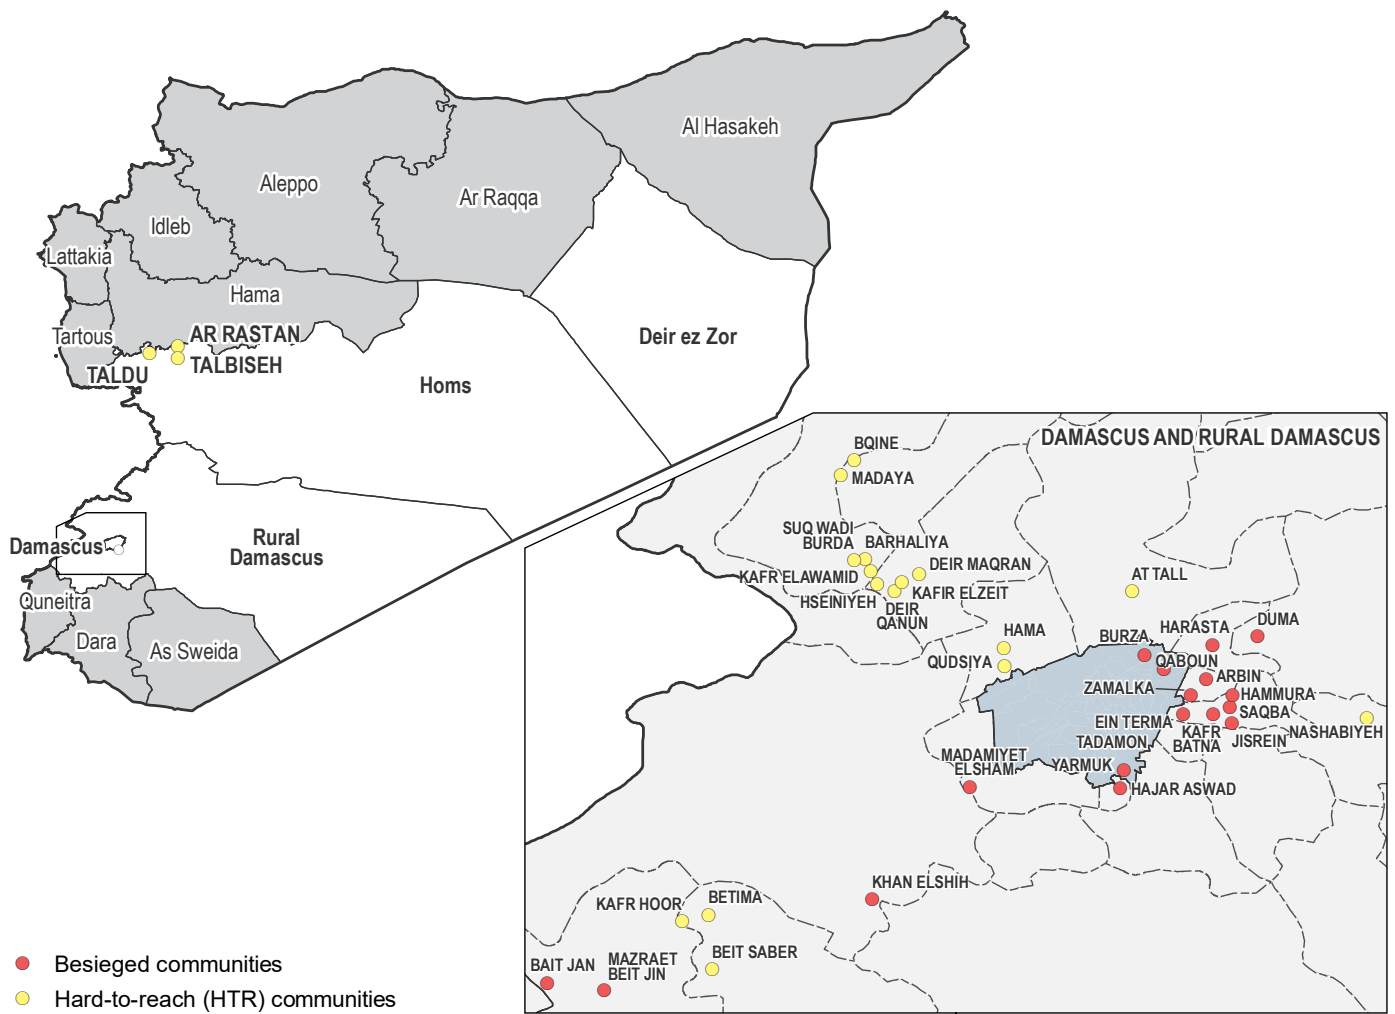 Al Hasakeh
Aleppo
Ar Raqqa
Idleb
Lattakia
Hama
Tartous
AR RASTAN
TALBISEH
TALDU
Deir ez Zor
Homs
Rural
Damascus
Damascus
Quneitra
Dara
As Sweida
DAMASCUS AND RURAL DAMASCUS
BQINE
MADAYA
SUQ WADI
BURDA
BARHALIYA
DEIR MAQRAN
KAFR ELAWAMID
KAFIR ELZEIT
HSEINIYEH
DEIR
QANUN
AT TALL
HAMA
QUDSIYA
BURZA
HARASTA
DUMA
QABOUN
ARBIN
ZAMALKA
HAMMURA
SAQBA
EIN TERMA
KAFR
BATNA
JISREIN
NASHABIYEH
TADAMON
YARMUK
MADAMIYET
ELSHAM
HAJAR ASWAD
KHAN ELSHIH
KAFR HOOR
BETIMA
BEIT SABER
BAIT JAN
MAZRAET
BEIT JIN
Besieged communities
Hard-to-reach (HTR) communities